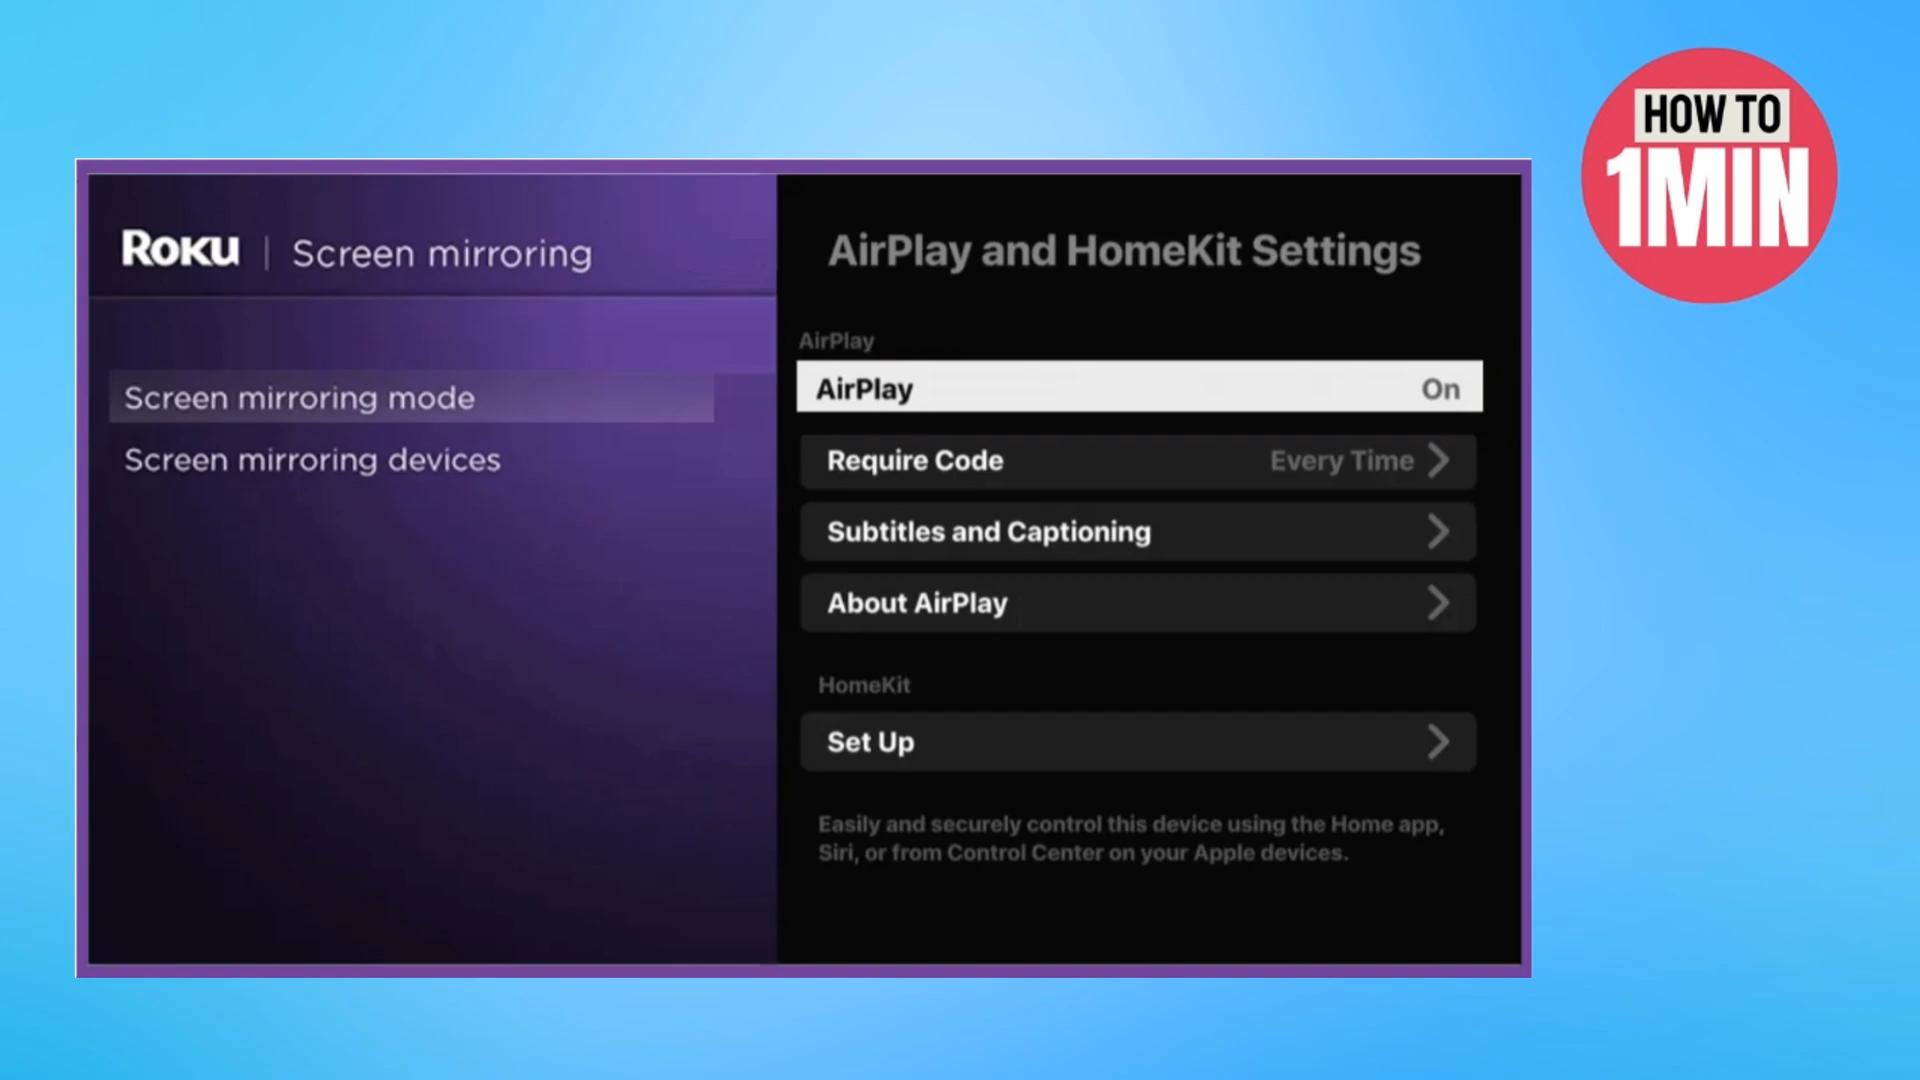 HOW TO
1MIN
ROKU | Screen mirroring
Screen mirroring mode
Screen mirroring devices
AirPlay and HomeKit Settings
AirPlay
AirPlay On
Require Code Every Time
Subtitles and Captioning
About AirPlay
HomeKit
Set Up
Easily and securely control this device using the Home app,
Siri, or from Control Center on your Apple devices.